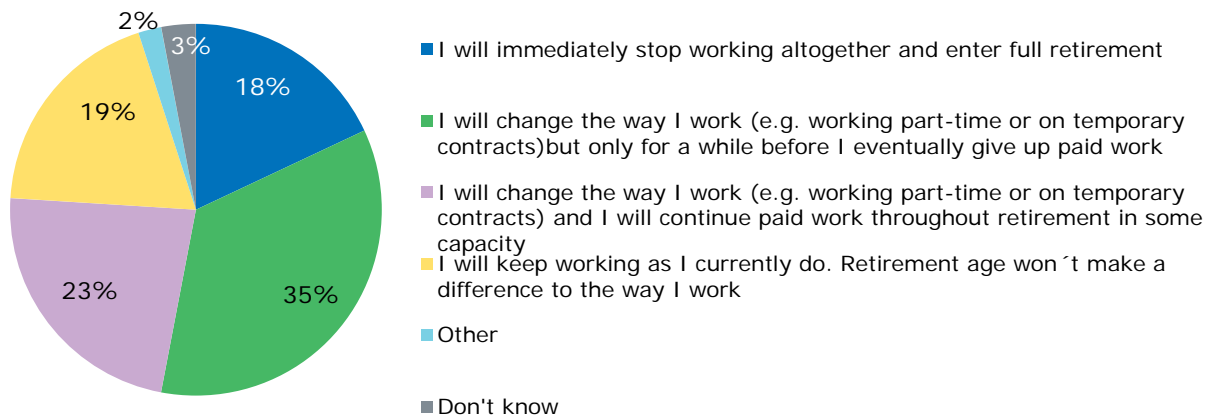 2%
3%
18%
19%
23%
35%
I will immediately stop working altogether and enter full retirement
I will change the way I work (e.g. working part-time or on temporary
contracts)but only for a while before I eventually give up paid work
I will change the way I work (e.g. working part-time or on temporary
contracts) and I will continue paid work throughout retirement in some
capacity
I will keep working as I currently do. Retirement age won´t make a
difference to the way I work
Other
Don't know